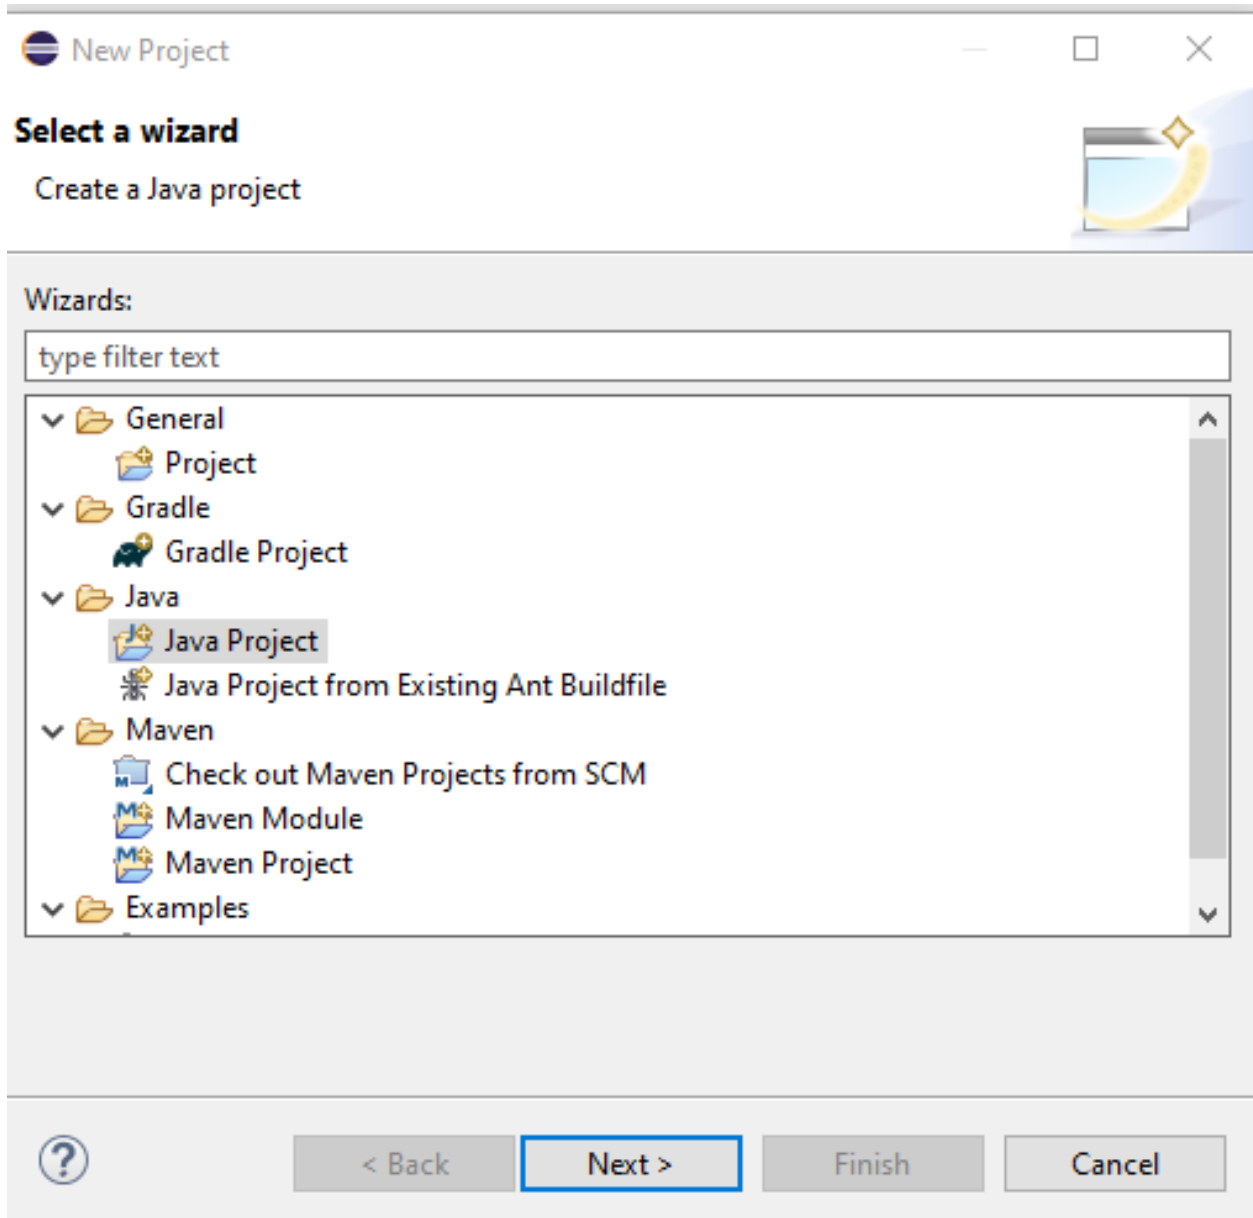 New Project
Select a wizard
Create a Java project
Wizards:
type filter text
General
Project
Gradle
Gradle Project
Java
Java Project
Java Project from Existing Ant Buildfile
Maven
Check out Maven Projects from SCM
Maven Module
Maven Project
Examples
< Back Next > Finish Cancel